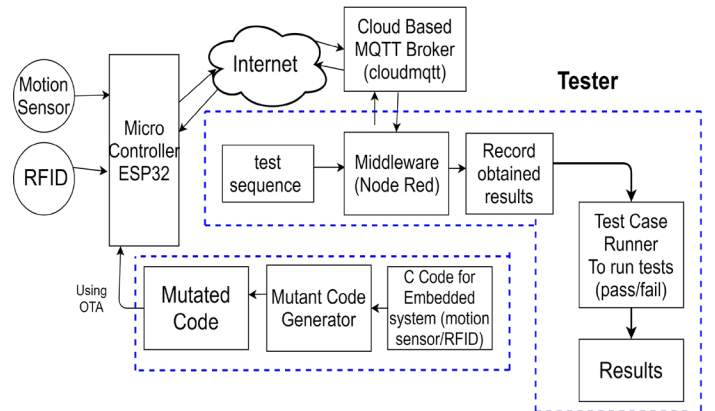 Motion
Sensor
RFID
Micro
Controller
ESP32
Internet
Cloud Based
MQTT Broker
(cloudmqtt)
Tester
test
sequence
Middleware
(Node Red)
Record
obtained
results
Test Case
Runner
To run tests
(pass/fail)
Results
Using
OTA
Mutated
Code
Mutant Code
Generator
C Code for
Embedded
system (motion
sensor/RFID)